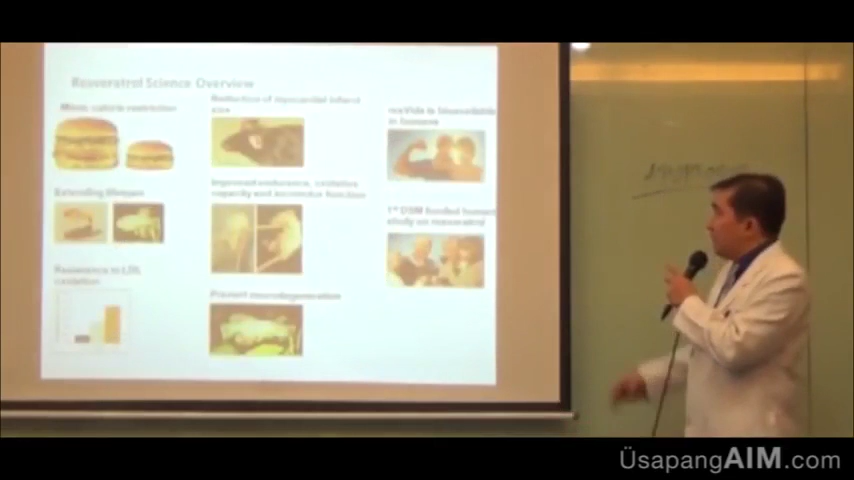 Resveratrol Science Overview
Mimic calorie restriction
Extending lifespan
Resistance to LDL
oxidation
Reduction of myocardial infarct
size
Improved endurance, oxidative
capacity and
function
Prevent neurodegeneration
resVida is bioavailable
in humans
1st DSM funded human
study on resveratrol
ÜsapangAIM.com